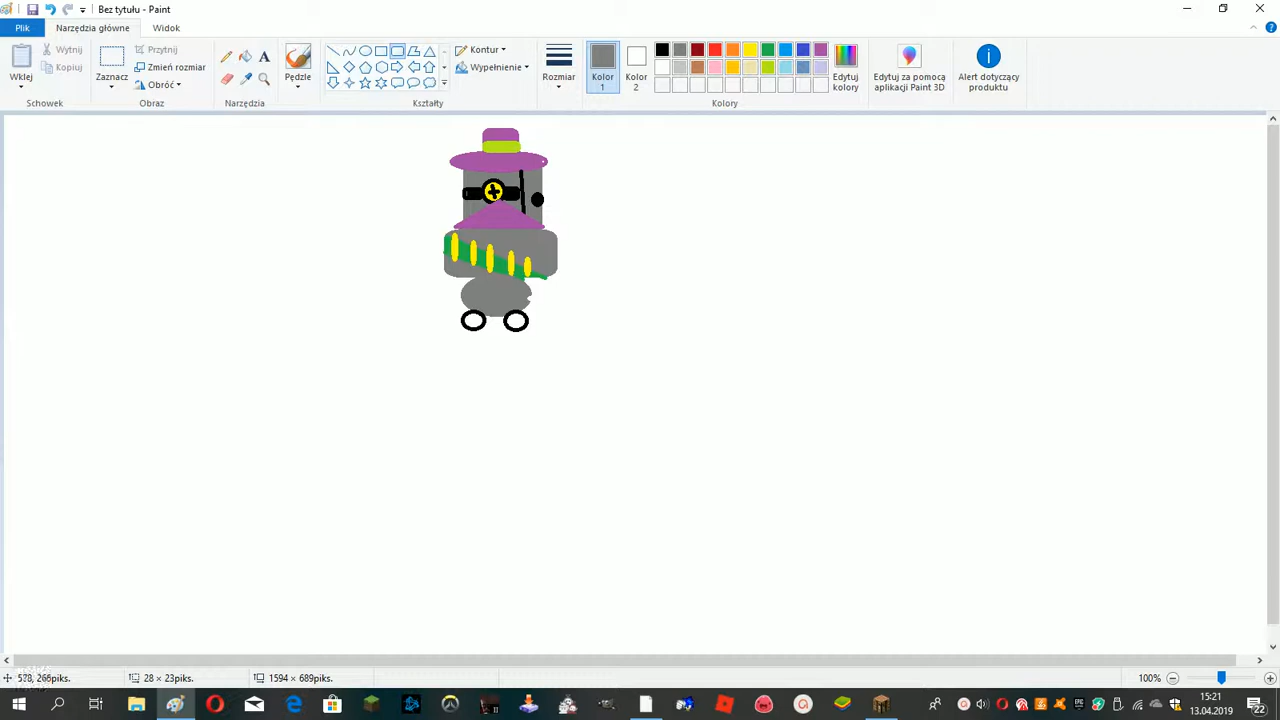 Bez tytułu - Paint
Plik Narzędzia główne Widok
Wklej Wytnij Kopiuj Zaznacz Przytnij Zmień rozmiar Obróć Pędzle Kontur Wypełnienie Rozmiar Kolor 1 Kolor 2 Edytuj kolory Edytuj za pomocą aplikacji Paint 3D Alert dotyczący produktu
Schowek Obraz Narzędzia Kształty Kolory
578, 266piks. 28 × 23piks. 1594 × 689piks. 100%
15:21
13.04.2019 22